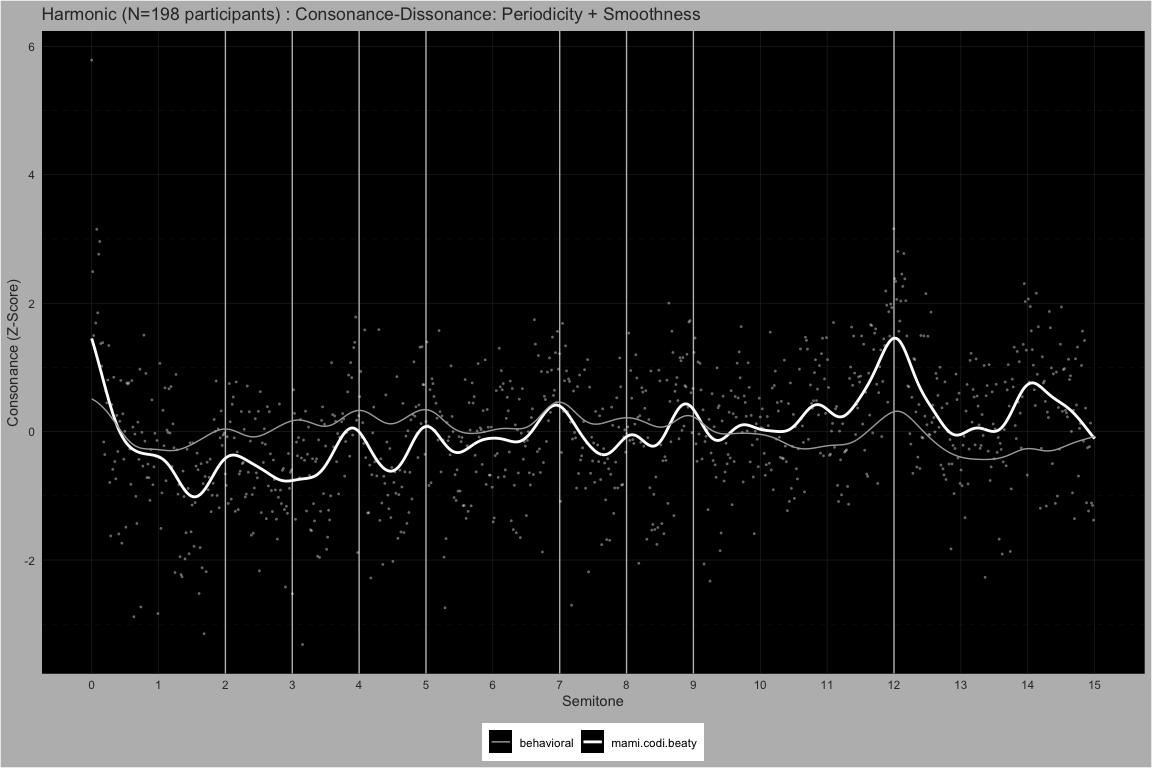 Harmonic (N=198 participants) : Consonance-Dissonance: Periodicity + Smoothness
6
4
2
0
-2
Consonance (Z-Score)
0 1 2 3 4 5 6 7 8 9 10 11 12 13 14 15
Semitone
behavioral mami.codi.beaty